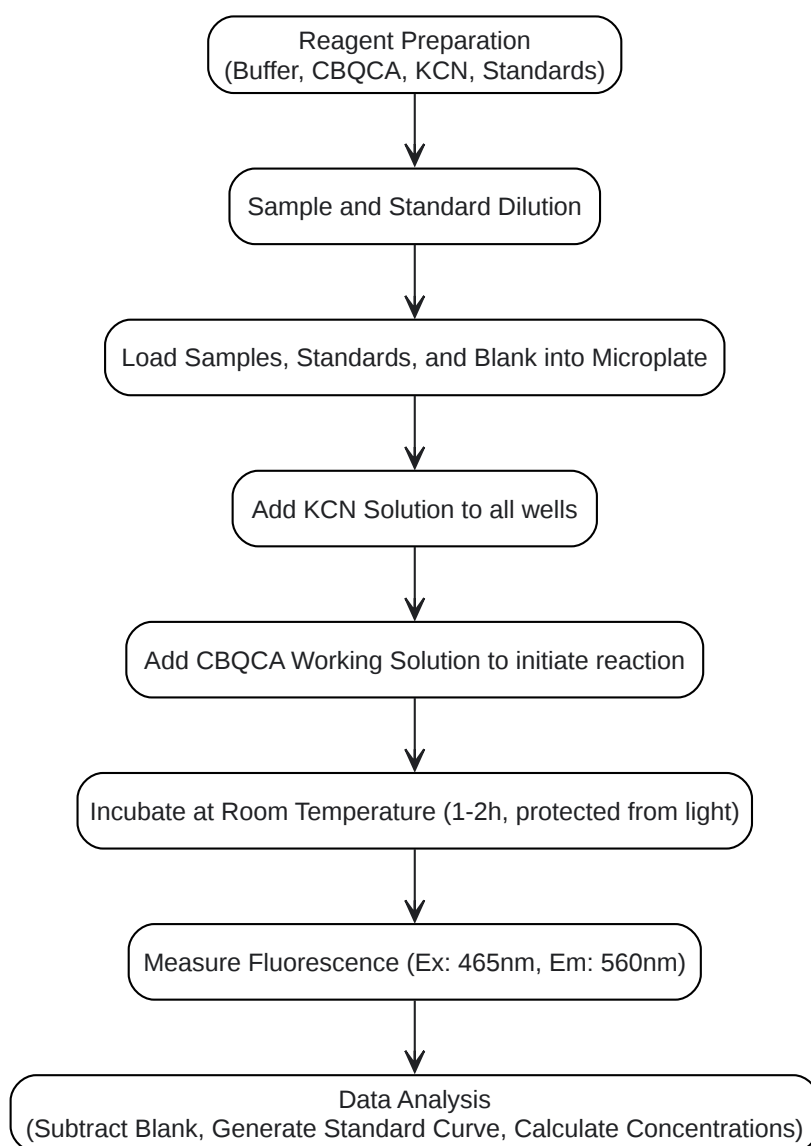 Reagent Preparation
(Buffer, CBQCA, KCN, Standards)
Sample and Standard Dilution
Load Samples, Standards, and Blank into Microplate
Add KCN Solution to all wells
Add CBQCA Working Solution to initiate reaction
Incubate at Room Temperature (1-2h, protected from light)
Measure Fluorescence (Ex: 465nm, Em: 560nm)
Data Analysis
(Subtract Blank, Generate Standard Curve, Calculate Concentrations)